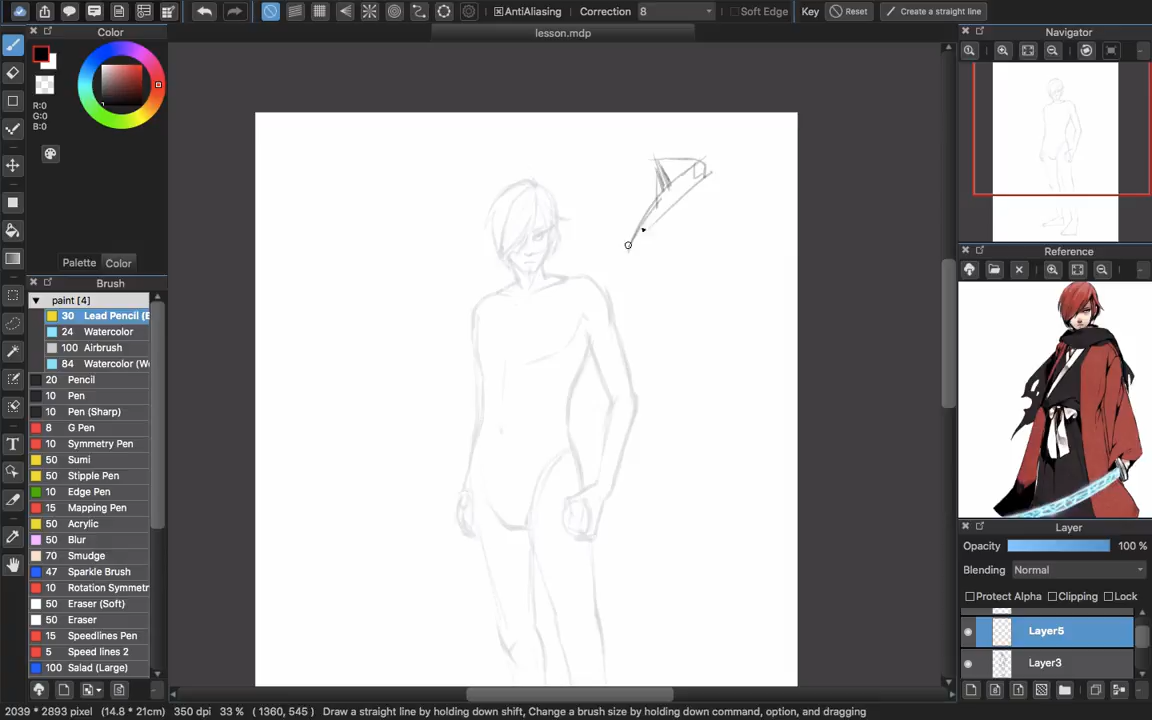 AntiAliasing Correction 8 Soft Edge Key Reset Create a straight line
Color
lesson.mdp
Navigator
R:0
G:0
B:0
Palette Color
Brush
paint [4]
30 Lead Pencil (E
24 Watercolor
100 Airbrush
84 Watercolor (W
20 Pencil
10 Pen
10 Pen (Sharp)
8 G Pen
10 Symmetry Pen
50 Sumi
50 Stipple Pen
10 Edge Pen
15 Mapping Pen
50 Acrylic
50 Blur
70 Smudge
47 Sparkle Brush
10 Rotation Symmetr
50 Eraser (Soft)
50 Eraser
15 Speedlines Pen
5 Speed lines 2
100 Salad (Large)
Reference
Layer
Opacity 100 %
Blending Normal
Protect Alpha Clipping Lock
Layer5
Layer3
2039 * 2893 pixel (14.8 * 21cm) 350 dpi 33 % ( 1360, 545 ) Draw a straight line by holding down shift, Change a brush size by holding down command, option, and dragging